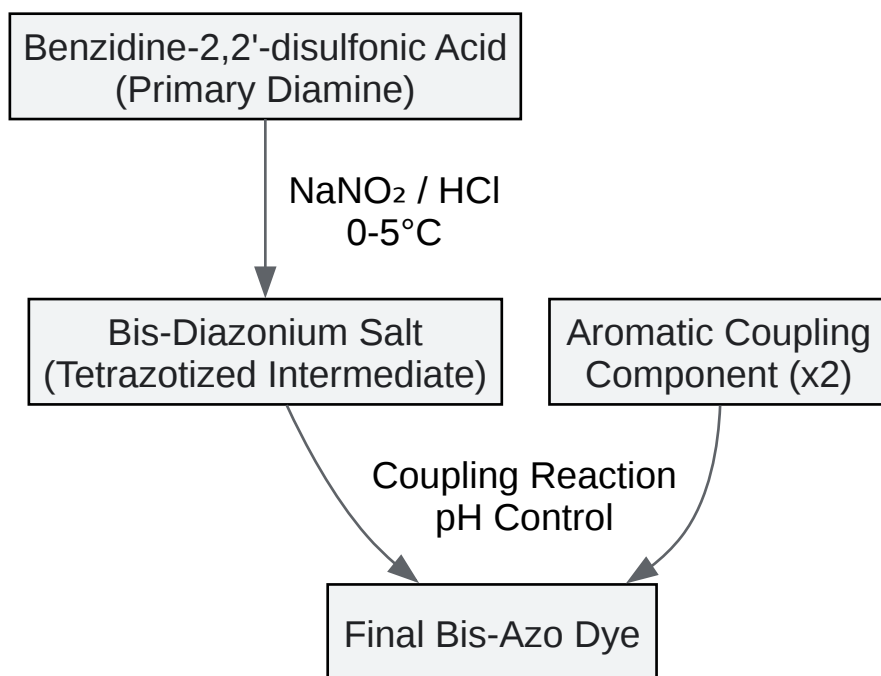 Benzidine-2,2'-disulfonic Acid
(Primary Diamine)
NaNO₂ / HCl
0-5°C
Bis-Diazonium Salt
(Tetrazotized Intermediate)
Aromatic Coupling
Component (x2)
Coupling Reaction
pH Control
Final Bis-Azo Dye